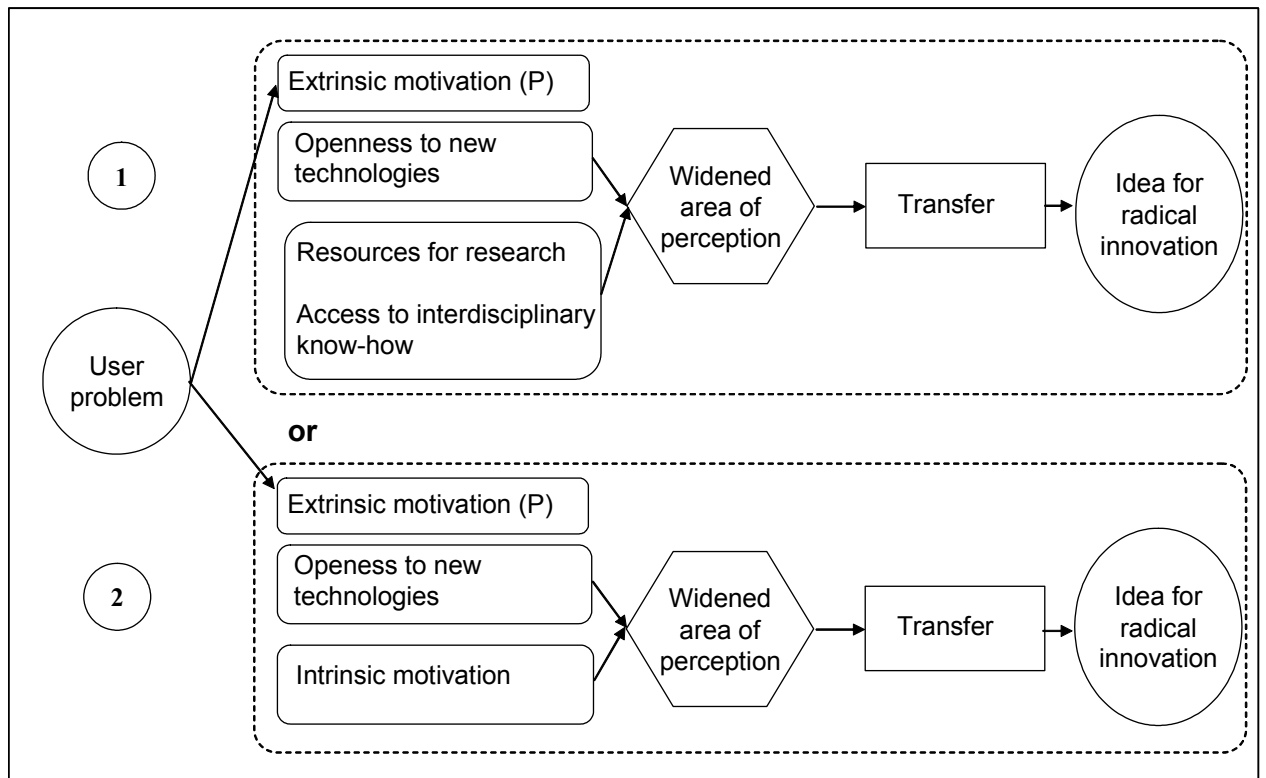 Extrinsic motivation (P)
1
Openness to new
technologies
Widened
area of
perception
Transfer
Idea for
radical
innovation
Resources for research
Access to interdisciplinary
know-how
User
problem
or
Extrinsic motivation (P)
2
Openess to new
technologies
Widened
area of
perception
Transfer
Idea for
radical
innovation
Intrinsic motivation